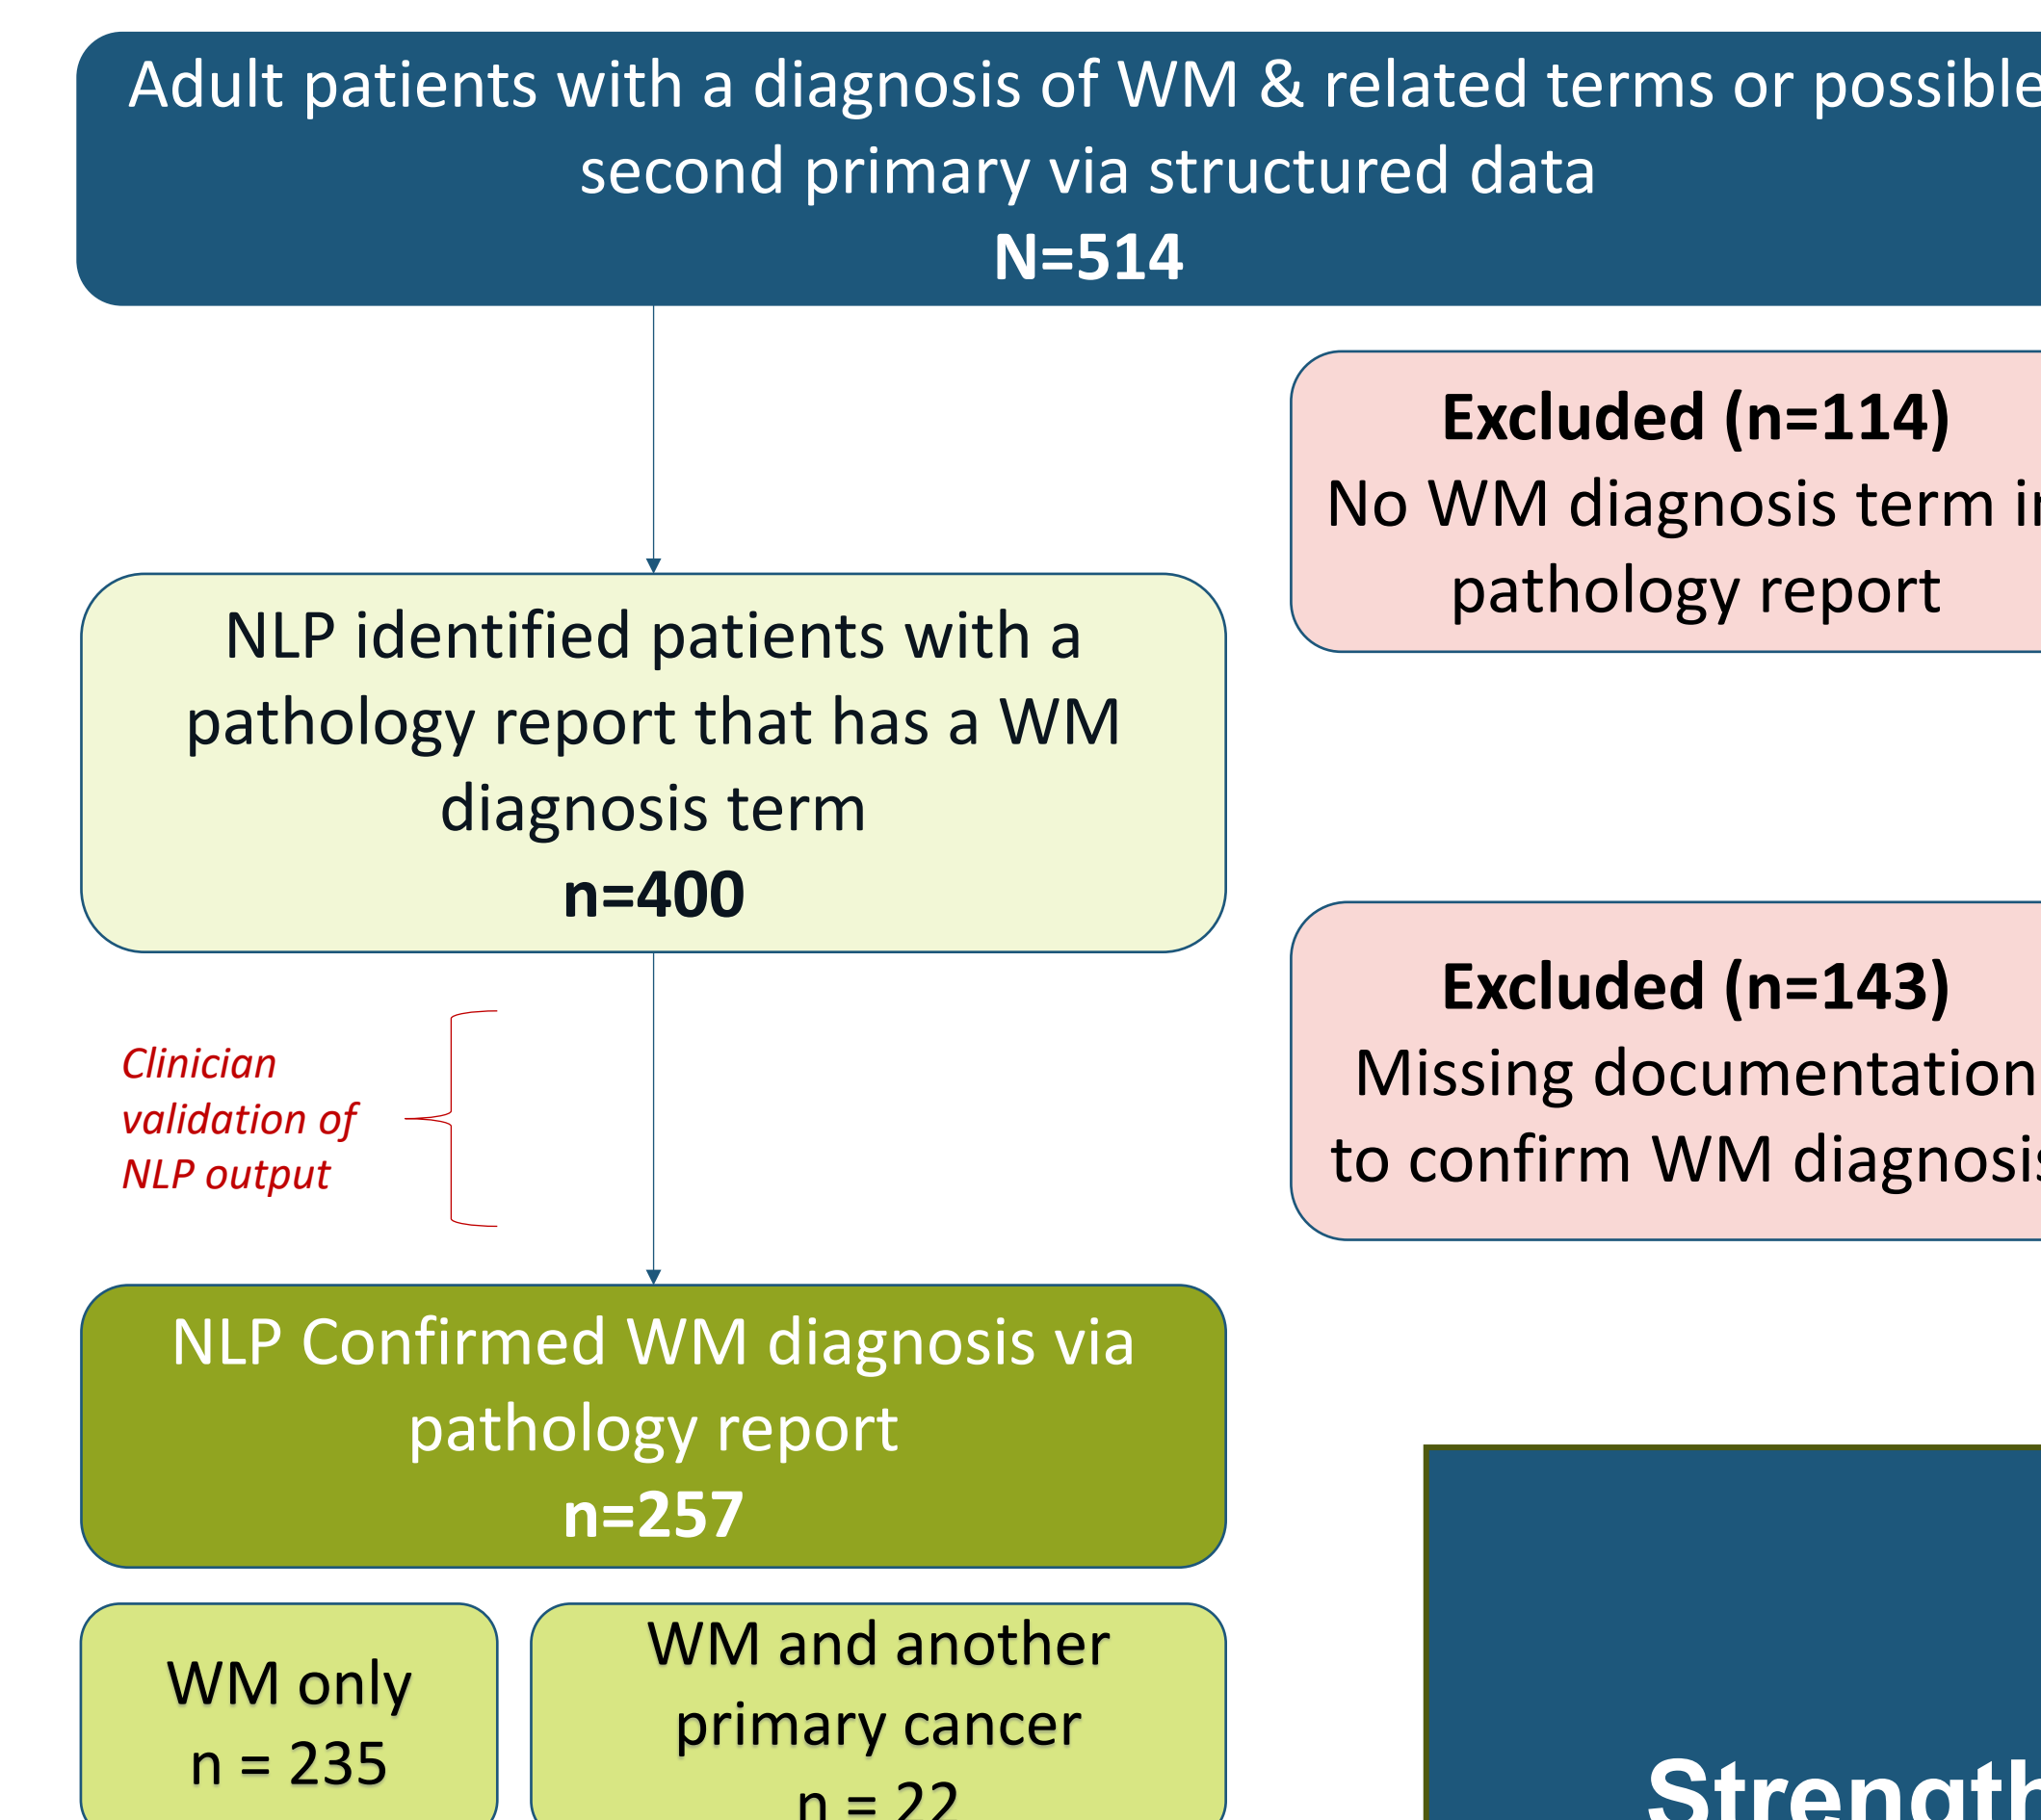 Adult patients with a diagnosis of WM & related terms or possible
second primary via structured data
N=514
Excluded (n=114)
No WM diagnosis term in
pathology report
NLP identified patients with a
pathology report that has a WM
diagnosis term
n=400
Excluded (n=143)
Missing documentation
to confirm WM diagnosis
Clinician
validation of
NLP output
NLP Confirmed WM diagnosis via
pathology report
n=257
WM only
n = 235
WM and another
primary cancer
n = 22
Strength